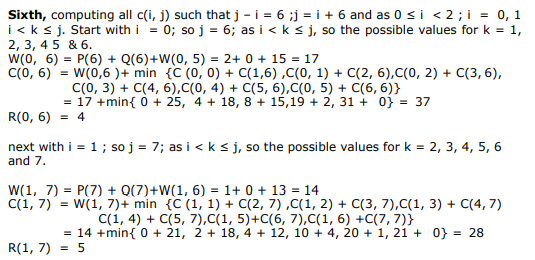 Sixth, computing all c(i, j) such that j - i = 6 ;j = i + 6 and as 0 ≤ i < 2 ; i = 0, 1
i < k ≤ j. Start with i = 0; so j = 6; as i < k ≤ j, so the possible values for k = 1,
2, 3, 4 5 & 6.
W(0, 6) = P(6) + Q(6)+W(0, 5) = 2+ 0 + 15 = 17
C(0, 6) = W(0,6 )+ min {C (0, 0) + C(1,6) ,C(0, 1) + C(2, 6),C(0, 2) + C(3, 6),
C(0, 3) + C(4, 6),C(0, 4) + C(5, 6),C(0, 5) + C(6, 6)}
= 17 +min{ 0 + 25, 4 + 18, 8 + 15,19 + 2, 31 + 0} = 37
R(0, 6) = 4
next with i = 1 ; so j = 7; as i < k ≤ j, so the possible values for k = 2, 3, 4, 5, 6
and 7.
W(1, 7) = P(7) + Q(7)+W(1, 6) = 1+ 0 + 13 = 14
C(1, 7) = W(1, 7)+ min {C (1, 1) + C(2, 7) ,C(1, 2) + C(3, 7),C(1, 3) + C(4, 7)
C(1, 4) + C(5, 7),C(1, 5)+C(6, 7),C(1, 6) +C(7, 7)}
= 14 +min{ 0 + 21, 2 + 18, 4 + 12, 10 + 4, 20 + 1, 21 + 0} = 28
R(1, 7) = 5